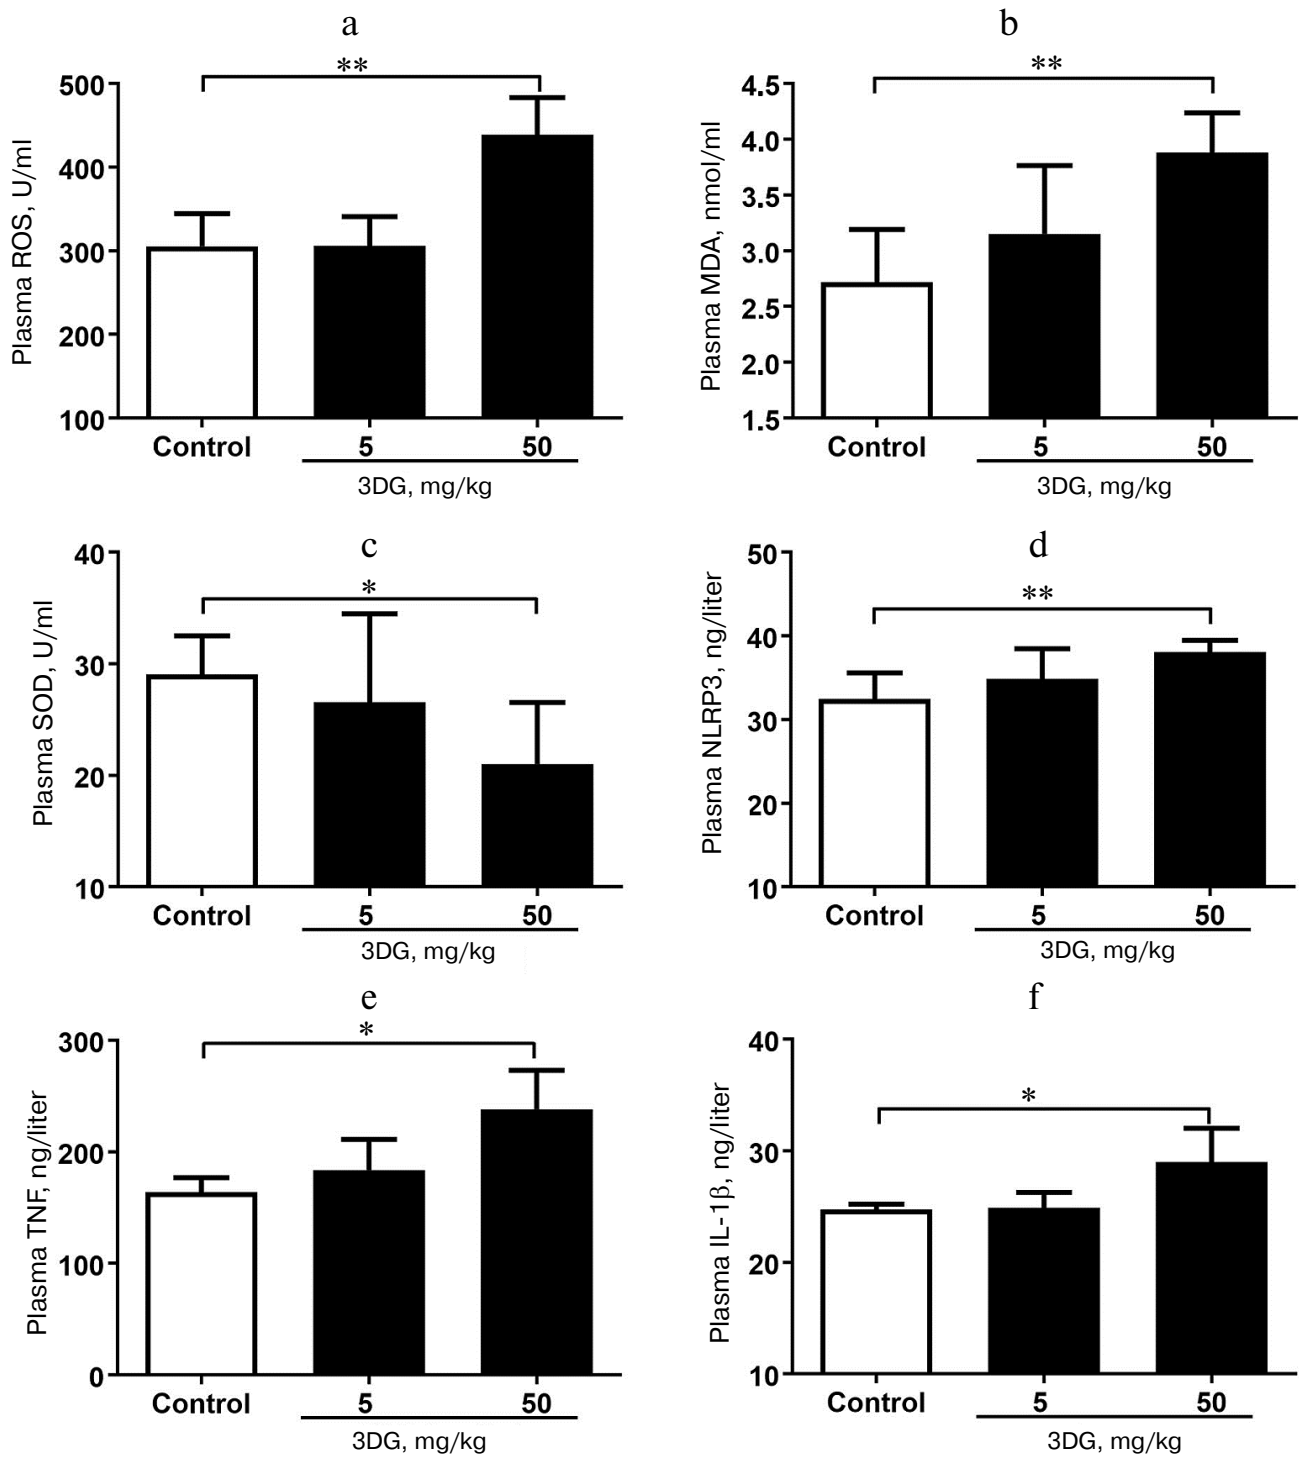 a
**
Plasma ROS, U/ml
500
400
300
200
100
Control 5 50
3DG, mg/kg
b
**
Plasma MDA, nmol/ml
4.5
4.0
3.5
3.0
2.5
2.0
1.5
Control 5 50
3DG, mg/kg
c
*
Plasma SOD, U/ml
40
30
20
10
Control 5 50
3DG, mg/kg
d
**
Plasma NLRP3, ng/liter
50
40
30
20
10
Control 5 50
3DG, mg/kg
e
*
Plasma TNF, ng/liter
300
200
100
0
Control 5 50
3DG, mg/kg
f
*
Plasma IL-1β, ng/liter
40
30
20
10
Control 5 50
3DG, mg/kg